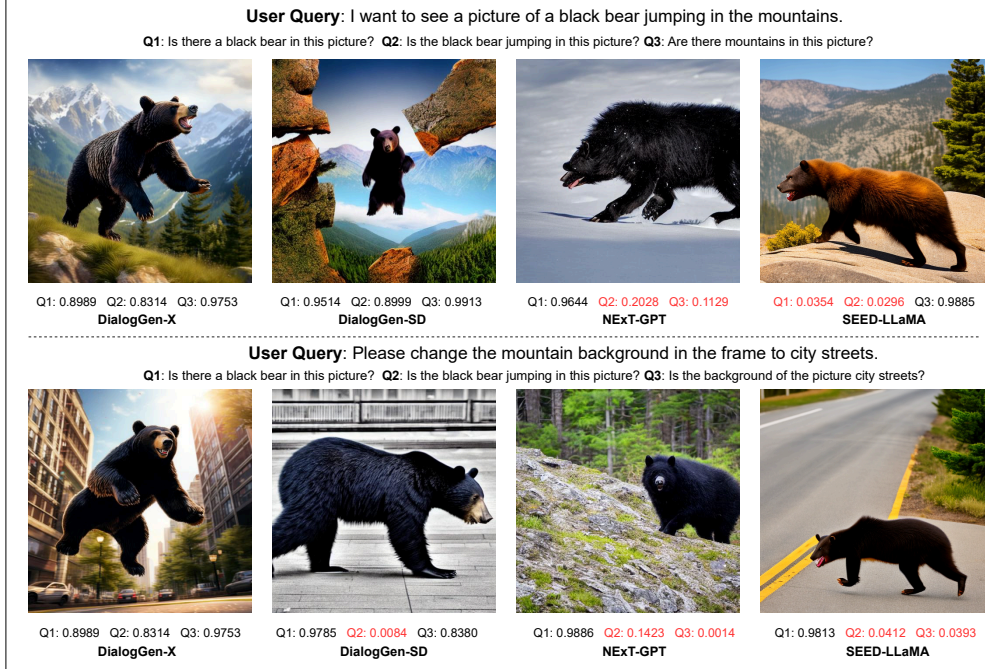 User Query: I want to see a picture of a black bear jumping in the mountains.
Q1: Is there a black bear in this picture? Q2: Is the black bear jumping in this picture? Q3: Are there mountains in this picture?
Q1: 0.8989 Q2: 0.8314 Q3: 0.9753
DialogGen-X
Q1: 0.9514 Q2: 0.8999 Q3: 0.9913
DialogGen-SD
Q1: 0.9644 Q2: 0.2028 Q3: 0.1129
NExT-GPT
Q1: 0.0354 Q2: 0.0296 Q3: 0.9885
SEED-LLaMA
User Query: Please change the mountain background in the frame to city streets.
Q1: Is there a black bear in this picture? Q2: Is the black bear jumping in this picture? Q3: Is the background of the picture city streets?
Q1: 0.8989 Q2: 0.8314 Q3: 0.9753
DialogGen-X
Q1: 0.9785 Q2: 0.0084 Q3: 0.8380
DialogGen-SD
Q1: 0.9886 Q2: 0.1423 Q3: 0.0014
NExT-GPT
Q1: 0.9813 Q2: 0.0412 Q3: 0.0393
SEED-LLaMA